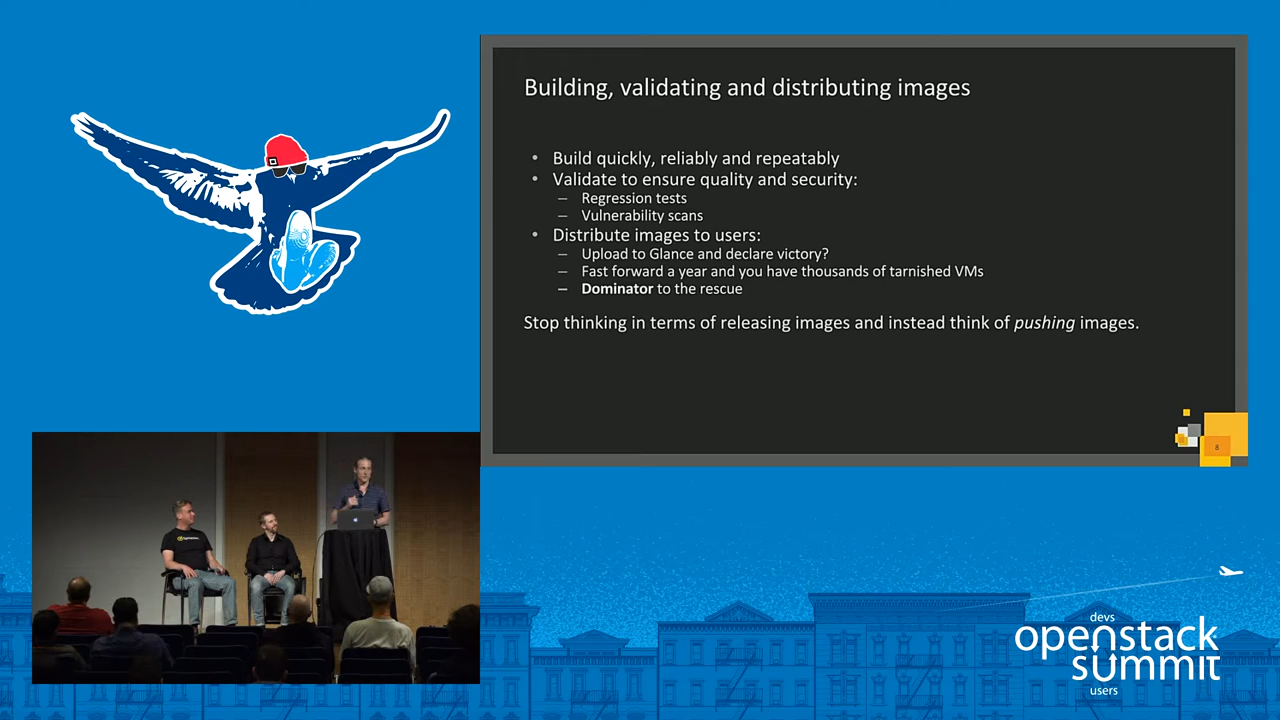 Building, validating and distributing images
• Build quickly, reliably and repeatably
• Validate to ensure quality and security:
– Regression tests
– Vulnerability scans
• Distribute images to users:
– Upload to Glance and declare victory?
– Fast forward a year and you have thousands of tarnished VMs
– Dominator to the rescue
Stop thinking in terms of releasing images and instead think of pushing images.
8
devs
openstack
summit
users